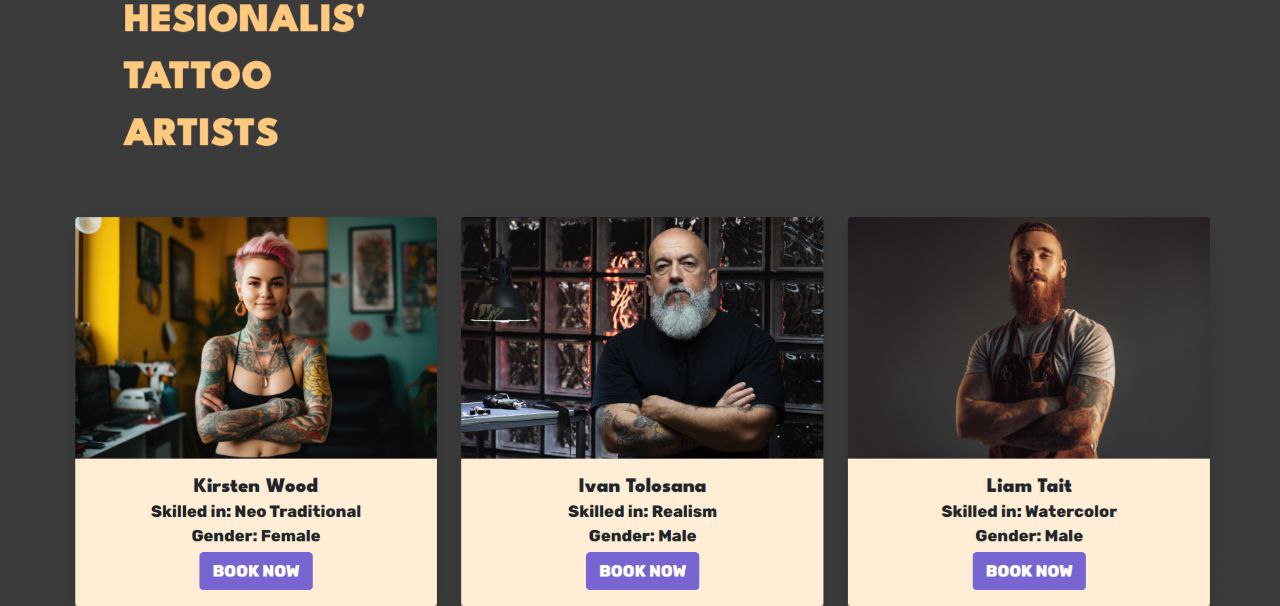 HESIONALIS'
TATTOO
ARTISTS
Kirsten Wood
Skilled in: Neo Traditional
Gender: Female
BOOK NOW
Ivan Tolosana
Skilled in: Realism
Gender: Male
BOOK NOW
Liam Tait
Skilled in: Watercolor
Gender: Male
BOOK NOW